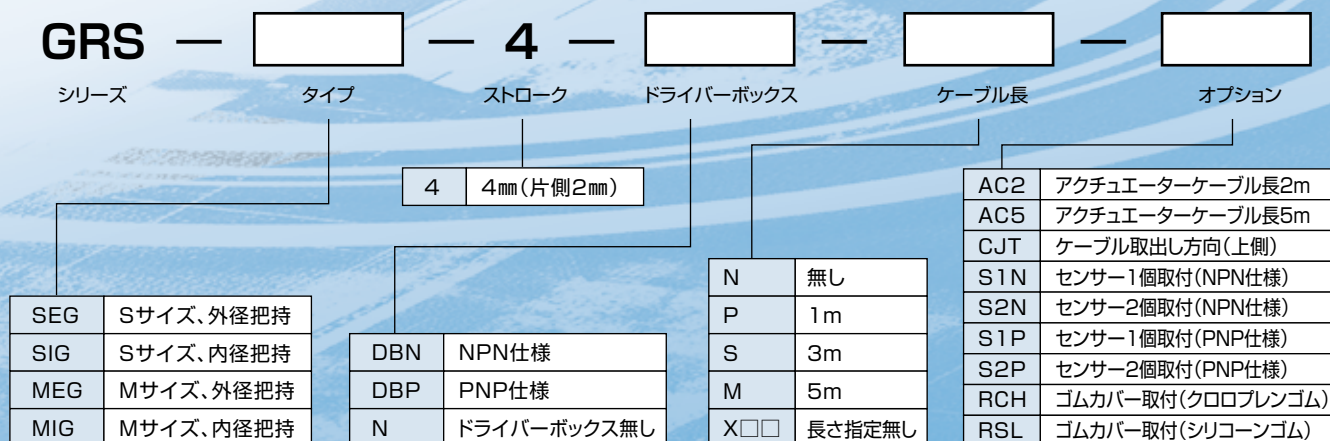 GRS — — 4 — — —
シリーズ タイプ ストローク ドライバーボックス ケーブル長 オプション
4 4㎜(片側2㎜)
SEG Sサイズ、外径把持
SIG Sサイズ、内径把持
MEG Mサイズ、外径把持
MIG Mサイズ、内径把持
DBN NPN仕様
DBP PNP仕様
N ドライバーボックス無し
N 無し
P 1m
S 3m
M 5m
X□□ 長さ指定無し
AC2 アクチュエーターケーブル長2m
AC5 アクチュエーターケーブル長5m
CJT ケーブル取出し方向(上側)
S1N センサー1個取付(NPN仕様)
S2N センサー2個取付(NPN仕様)
S1P センサー1個取付(PNP仕様)
S2P センサー2個取付(PNP仕様)
RCH ゴムカバー取付(クロロプレンゴム)
RSL ゴムカバー取付(シリコーンゴム)